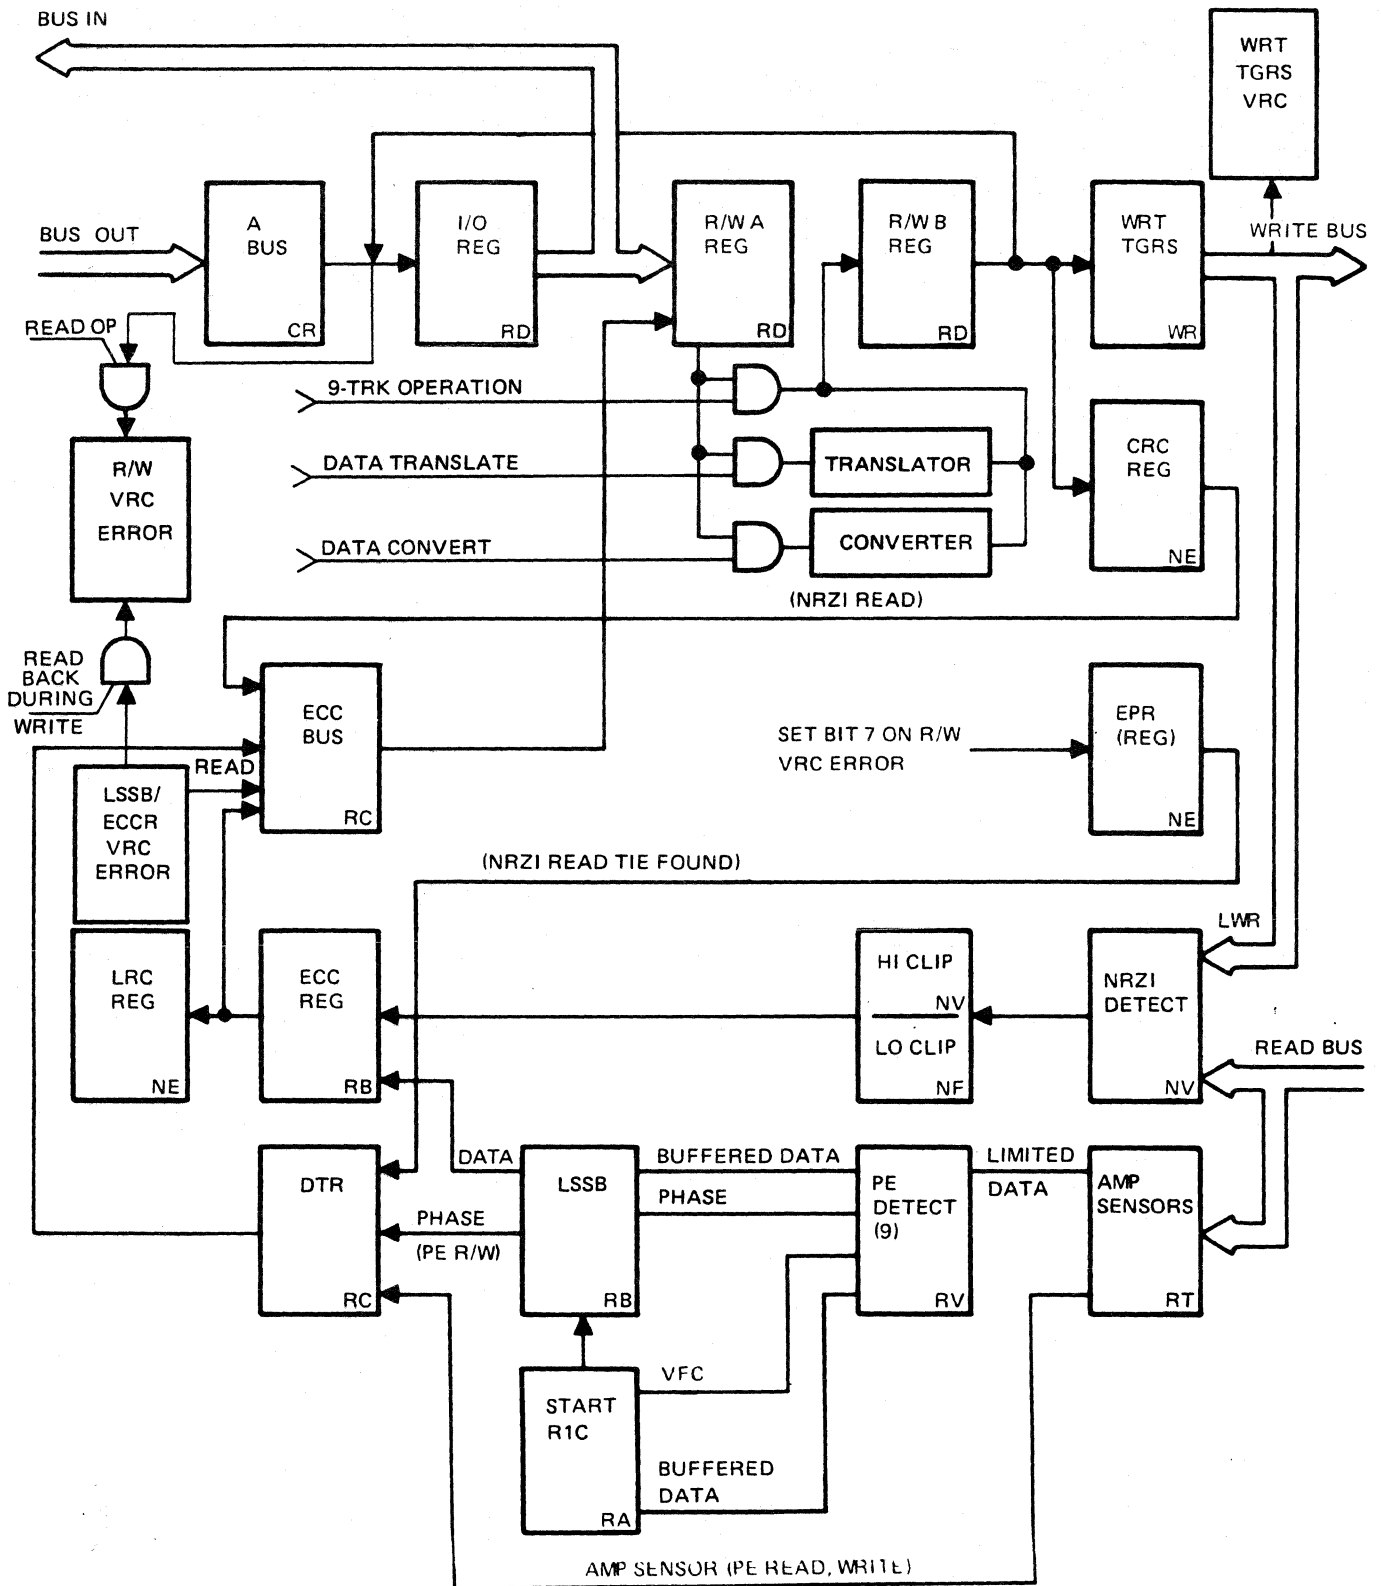 BUS IN
WRT
TGRS
VRC
BUS OUT
A
BUS
CR
I/O
REG
RD
R/W A
REG
RD
R/W B
REG
RD
WRT
TGRS
WR
WRITE BUS
READ OP
9-TRK OPERATION
DATA TRANSLATE
TRANSLATOR
DATA CONVERT
CONVERTER
CRC
REG
NE
R/W
VRC
ERROR
(NRZI READ)
READ
BACK
DURING
WRITE
ECC
BUS
RC
READ
SET BIT 7 ON R/W
VRC ERROR
EPR
(REG)
NE
LSSB/
ECCR
VRC
ERROR
(NRZI READ TIE FOUND)
LWR
LRC
REG
NE
ECC
REG
RB
HI CLIP
NV
LO CLIP
NF
NRZI
DETECT
NV
READ BUS
DTR
RC
DATA
PHASE
(PE R/W)
LSSB
RB
BUFFERED DATA
PHASE
PE
DETECT
(9)
RV
LIMITED
DATA
AMP
SENSORS
RT
START
R1C
RA
VFC
BUFFERED
DATA
AMP SENSOR (PE READ, WRITE)